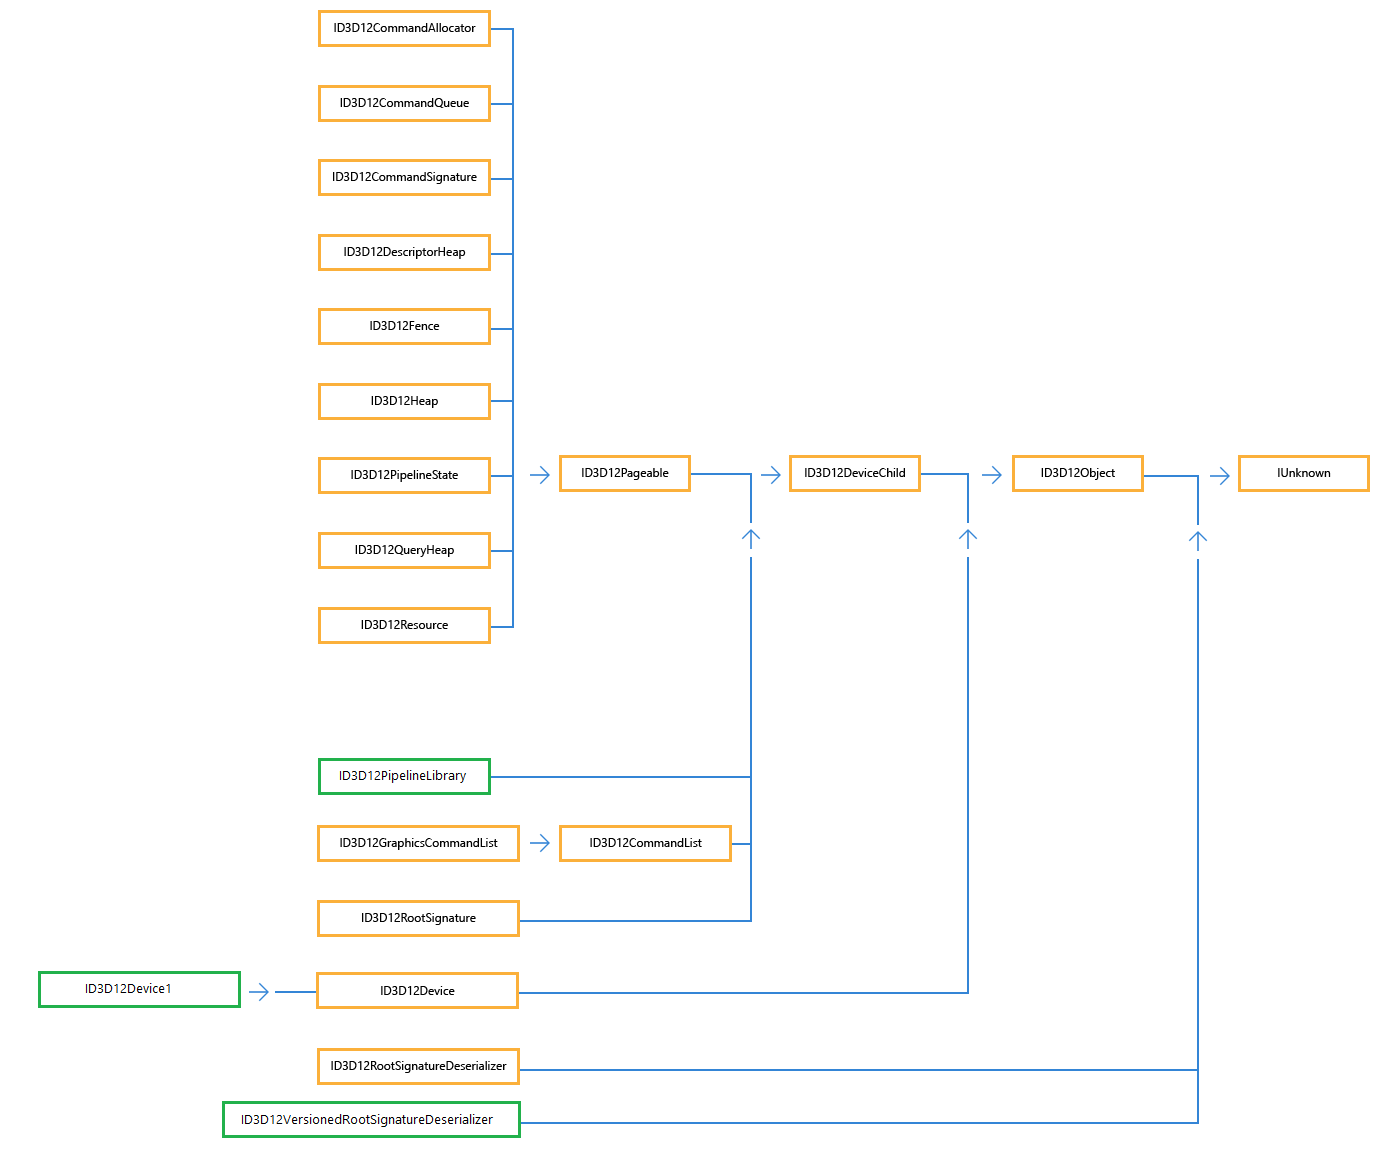 ID3D12CommandAllocator
ID3D12CommandQueue
ID3D12CommandSignature
ID3D12DescriptorHeap
ID3D12Fence
ID3D12Heap
ID3D12PipelineState
ID3D12Pageable
ID3D12DeviceChild
ID3D12Object
IUnknown
ID3D12QueryHeap
ID3D12Resource
ID3D12PipelineLibrary
ID3D12GraphicsCommandList
ID3D12CommandList
ID3D12RootSignature
ID3D12Device1
ID3D12Device
ID3D12RootSignatureDeserializer
ID3D12VersionedRootSignatureDeserializer